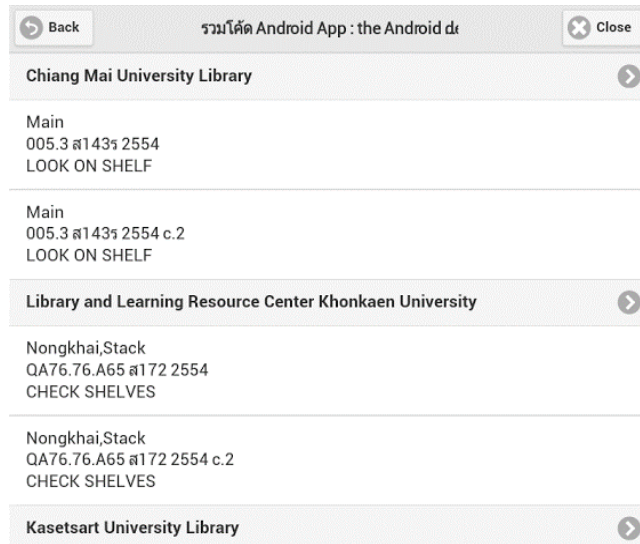 Back
รวมโค้ด Android App : the Android de
Close
Chiang Mai University Library
Main
005.3 ส143ร 2554
LOOK ON SHELF
Main
005.3 ส143ร 2554 c.2
LOOK ON SHELF
Library and Learning Resource Center Khonkaen University
Nongkhai,Stack
QA76.76.A65 ส172 2554
CHECK SHELVES
Nongkhai,Stack
QA76.76.A65 ส172 2554 c.2
CHECK SHELVES
Kasetsart University Library